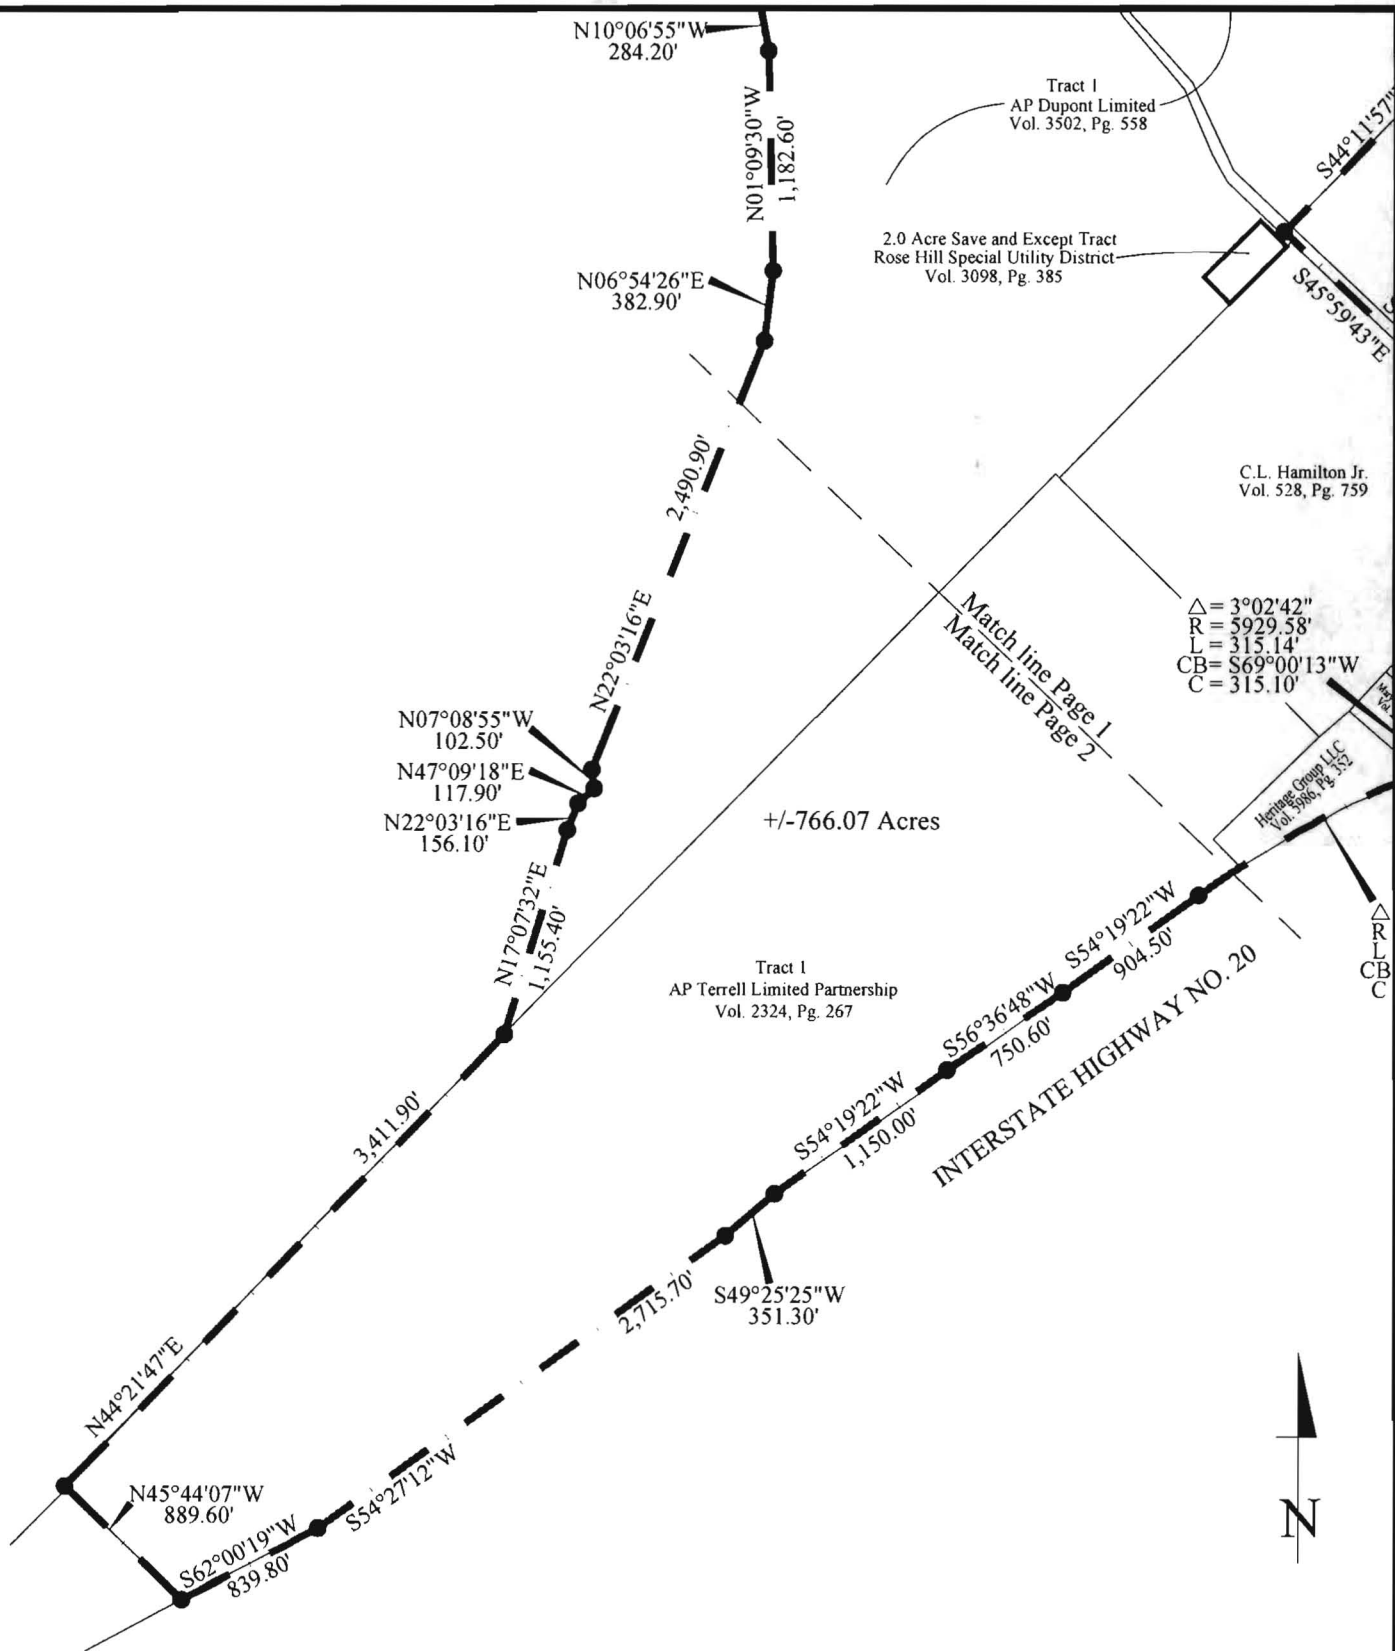 N10°06'55"W
284.20'
Tract 1
AP Dupont Limited
Vol. 3502, Pg. 558
S44°11'57"
N01°09'30"W
1,182.60'
2.0 Acre Save and Except Tract
Rose Hill Special Utility District
Vol. 3098, Pg. 385
N06°54'26"E
382.90'
S45°59'43"E
2,490.90'
N22°03'16"E
C.L. Hamilton Jr.
Vol. 528, Pg. 759
Match line Page 1
Match line Page 2
△ = 3°02'42"
R = 5929.58'
L = 315.14'
CB= S69°00'13"W
C = 315.10'
N07°08'55"W
102.50'
N47°09'18"E
117.90'
N22°03'16"E
156.10'
Heritage Group LLC
Vol. 5986, Pg. 352
+/-766.07 Acres
N17°07'32"E
1,155.40'
△
R
L
CB
C
Tract 1
AP Terrell Limited Partnership
Vol. 2324, Pg. 267
S54°19'22"W
904.50'
S56°36'48"W
750.60'
INTERSTATE HIGHWAY NO. 20
S54°19'22"W
1,150.00'
3,411.90'
N44°21'47"E
S49°25'25"W
351.30'
2,715.70'
S54°27'12"W
N45°44'07"W
889.60'
S62°00'19"W
839.80'
N